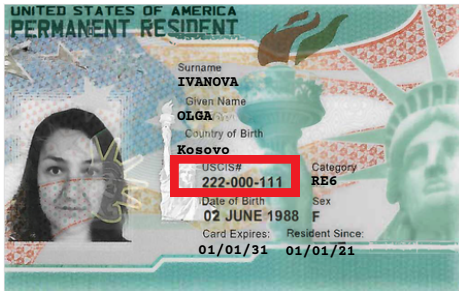 UNITED STATES OF AMERICA
PERMANENT RESIDENT
Surname
IVANOVA
Given Name
OLGA
Country of Birth
Kosovo
USCIS# Category
222-000-111 RE6
Date of Birth Sex
02 JUNE 1988 F
Card Expires: Resident Since:
01/01/31 01/01/21